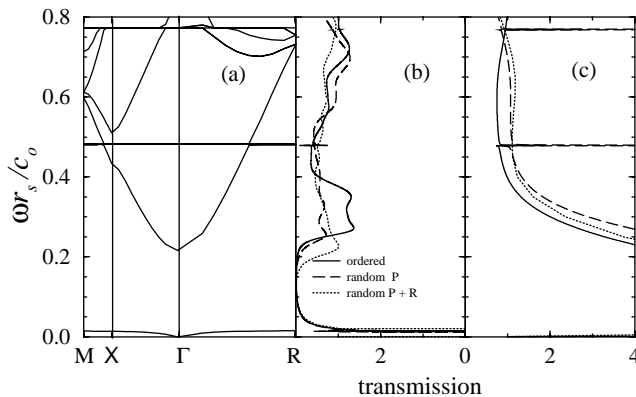 0.8
0.6
0.4
0.2
0.0
ωr_s/c_o
(a)
(b)
(c)
ordered
random P
random P + R
M X Γ R
2 0 2 4
transmission